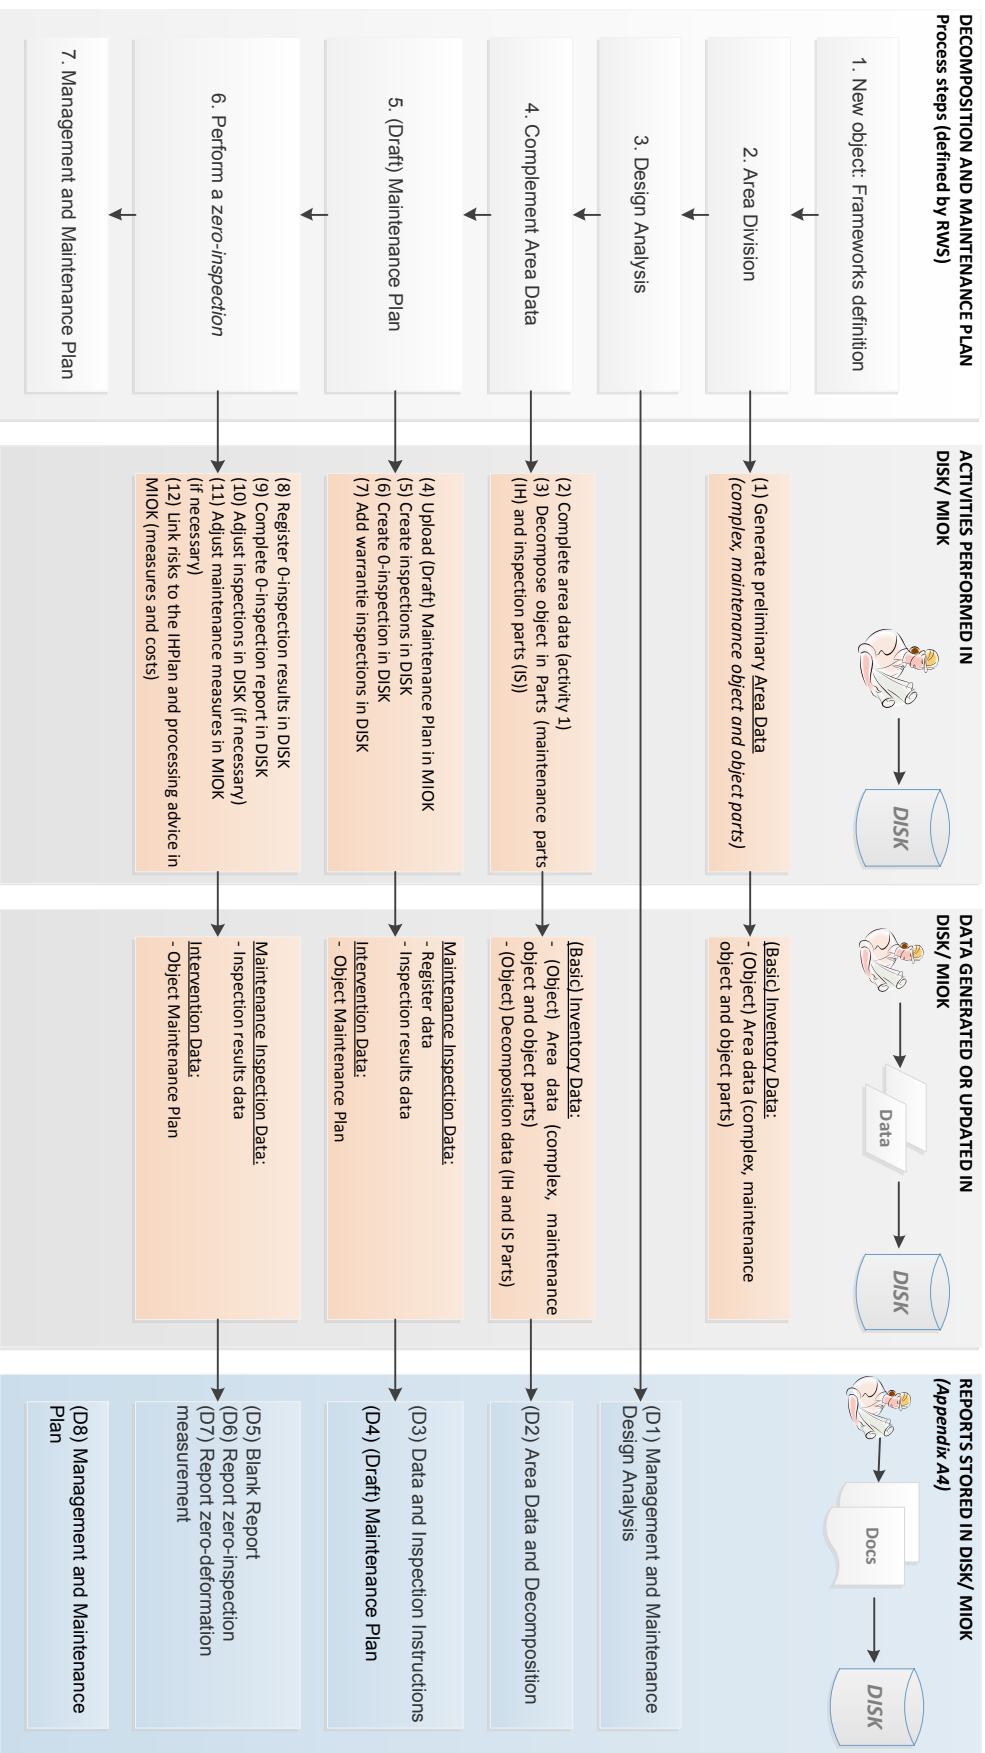 DECOMPOSITION AND MAINTENANCE PLAN
Process steps (defined by RWS)
1. New object: Frameworks definition
2. Area Division
3. Design Analysis
4. Complement Area Data
5. (Draft) Maintenance Plan
6. Perform a zero-inspection
7. Management and Maintenance Plan
ACTIVITIES PERFORMED IN
DISK/ MIOK
DISK
(1) Generate preliminary Area Data
(complex, maintenance object and object parts)
(2) Complete area data (activity 1)
(3) Decompose object in Parts (maintenance parts
(IH) and inspection parts (IS))
(4) Upload (Draft) Maintenance Plan in MIOK
(5) Create inspections in DISK
(6) Create 0-inspection in DISK
(7) Add warrantie inspections in DISK
(8) Register 0-inspection results in DISK
(9) Complete 0-inspection report in DISK
(10) Adjust inspections in DISK (if necessary)
(11) Adjust maintenance measures in MIOK
(if necessary)
(12) Link risks to the IHPlan and processing advice in
MIOK (measures and costs)
DATA GENERATED OR UPDATED IN
DISK/ MIOK
Data
DISK
(Basic) Inventory Data:
- (Object) Area data (complex, maintenance
object and object parts)
(Basic) Inventory Data:
- (Object) Area data (complex, maintenance
object and object parts)
- (Object) Decomposition data (IH and IS Parts)
Maintenance Inspection Data:
- Register data
- Inspection results data
Intervention Data:
- Object Maintenance Plan
Maintenance Inspection Data:
- Inspection results data
Intervention Data:
- Object Maintenance Plan
REPORTS STORED IN DISK/ MIOK
(Appendix A4)
Docs
DISK
(D1) Management and Maintenance
Design Analysis
(D2) Area Data and Decomposition
(D3) Data and Inspection Instructions
(D4) (Draft) Maintenance Plan
(D5) Blank Report
(D6) Report zero-inspection
(D7) Report zero-deformation
measurement
(D8) Management and Maintenance
Plan